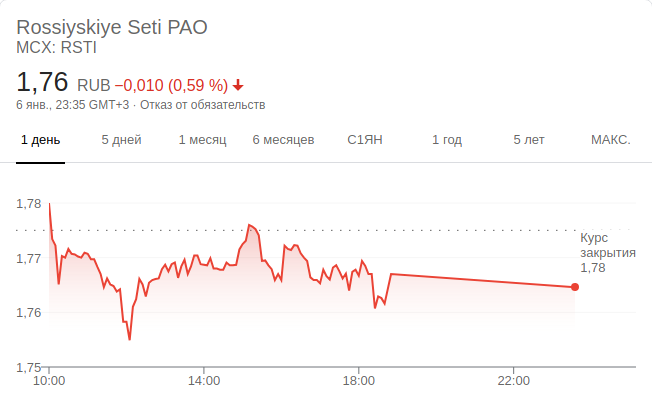 Rossiyskiye Seti PAO
MCX: RSTI
1,76 RUB −0,010 (0,59 %)
6 янв., 23:35 GMT+3 · Отказ от обязательств
1 день 5 дней 1 месяц 6 месяцев С1ЯН 1 год 5 лет МАКС.
1,78
Курс
закрытия
1,78
1,77
1,76
1,75
10:00 14:00 18:00 22:00